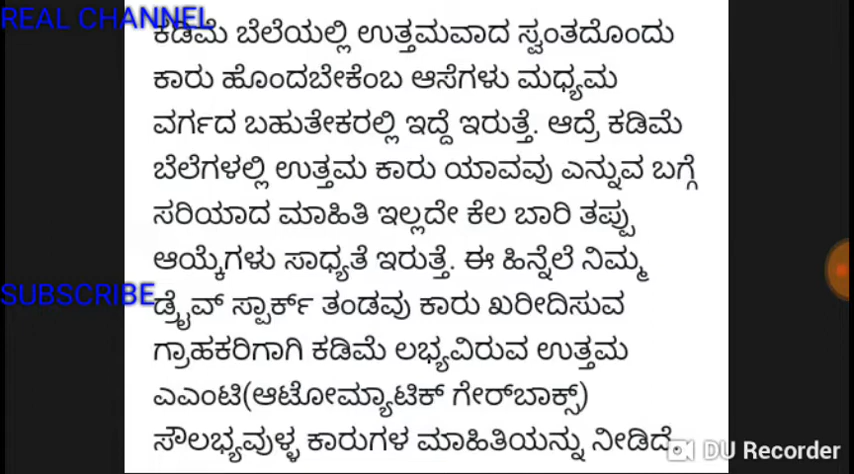 REAL CHANNEL
ಕಡಿಮೆ ಬೆಲೆಯಲ್ಲಿ ಉತ್ತಮವಾದ ಸ್ವಂತದೊಂದು
ಕಾರು ಹೊಂದಬೇಕೆಂಬ ಆಸೆಗಳು ಮಧ್ಯಮ
ವರ್ಗದ ಬಹುತೇಕರಲ್ಲಿ ಇದ್ದೆ ಇರುತ್ತೆ. ಆದ್ರೆ ಕಡಿಮೆ
ಬೆಲೆಗಳಲ್ಲಿ ಉತ್ತಮ ಕಾರು ಯಾವವು ಎನ್ನುವ ಬಗ್ಗೆ
ಸರಿಯಾದ ಮಾಹಿತಿ ಇಲ್ಲದೇ ಕೆಲ ಬಾರಿ ತಪ್ಪು
ಆಯ್ಕೆಗಳು ಸಾಧ್ಯತೆ ಇರುತ್ತೆ. ಈ ಹಿನ್ನೆಲೆ ನಿಮ್ಮ
SUBSCRIBE
ಡ್ರೈವ್ ಸ್ಪಾರ್ಕ್ ತಂಡವು ಕಾರು ಖರೀದಿಸುವ
ಗ್ರಾಹಕರಿಗಾಗಿ ಕಡಿಮೆ ಲಭ್ಯವಿರುವ ಉತ್ತಮ
ಎಎಂಟಿ(ಆಟೋಮ್ಯಾಟಿಕ್ ಗೇರ್‌ಬಾಕ್ಸ್)
ಸೌಲಭ್ಯವುಳ್ಳ ಕಾರುಗಳ ಮಾಹಿತಿಯನ್ನು ನೀಡಿದೆ
DU Recorder